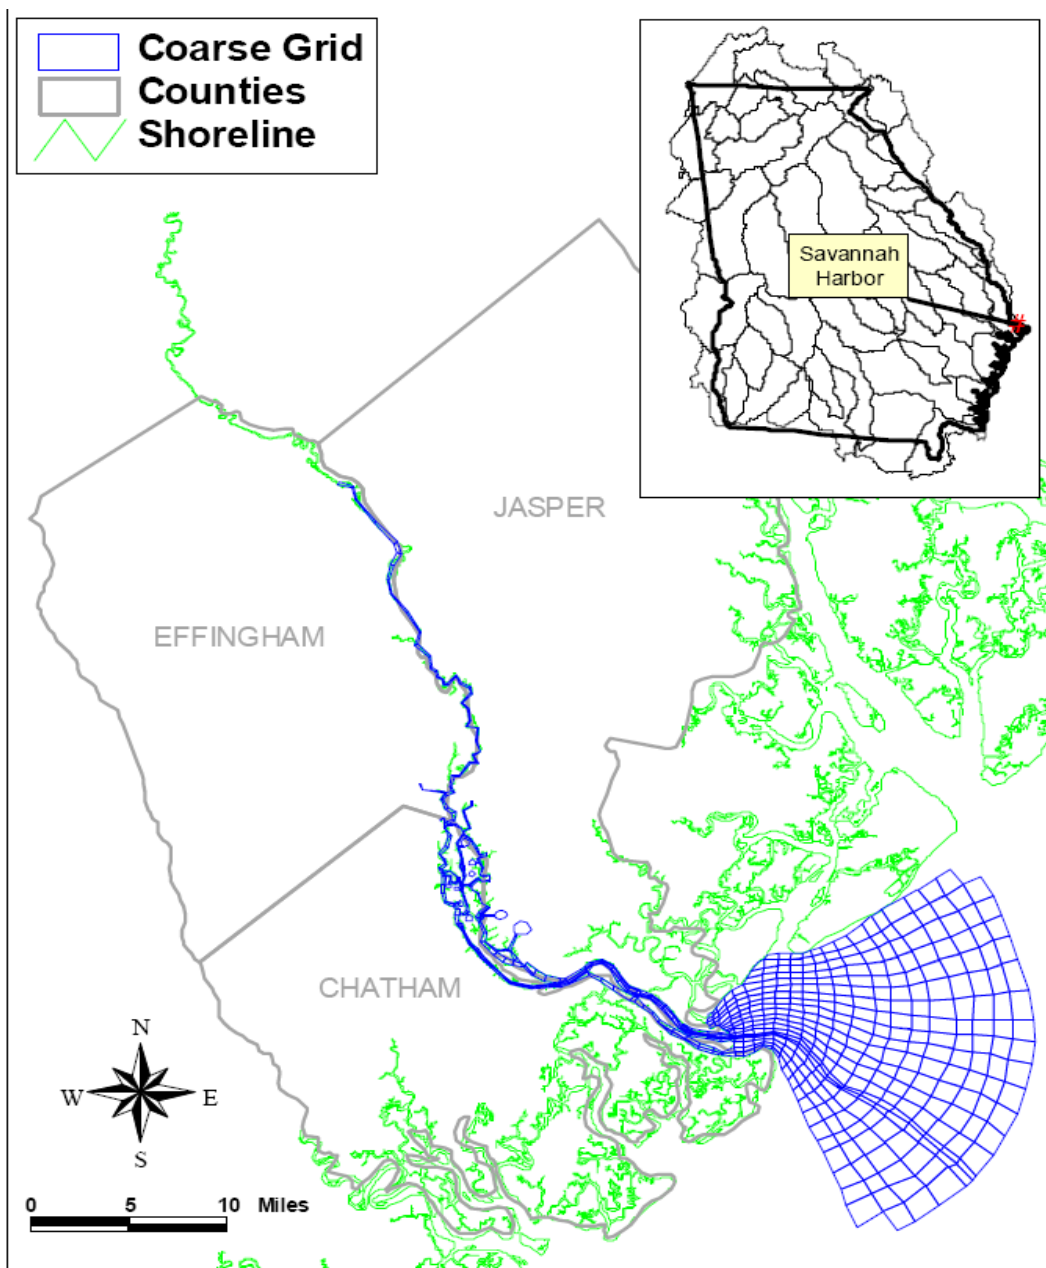 Coarse Grid
Counties
Shoreline
Savannah
Harbor
JASPER
EFFINGHAM
CHATHAM
N
W E
S
0 5 10 Miles